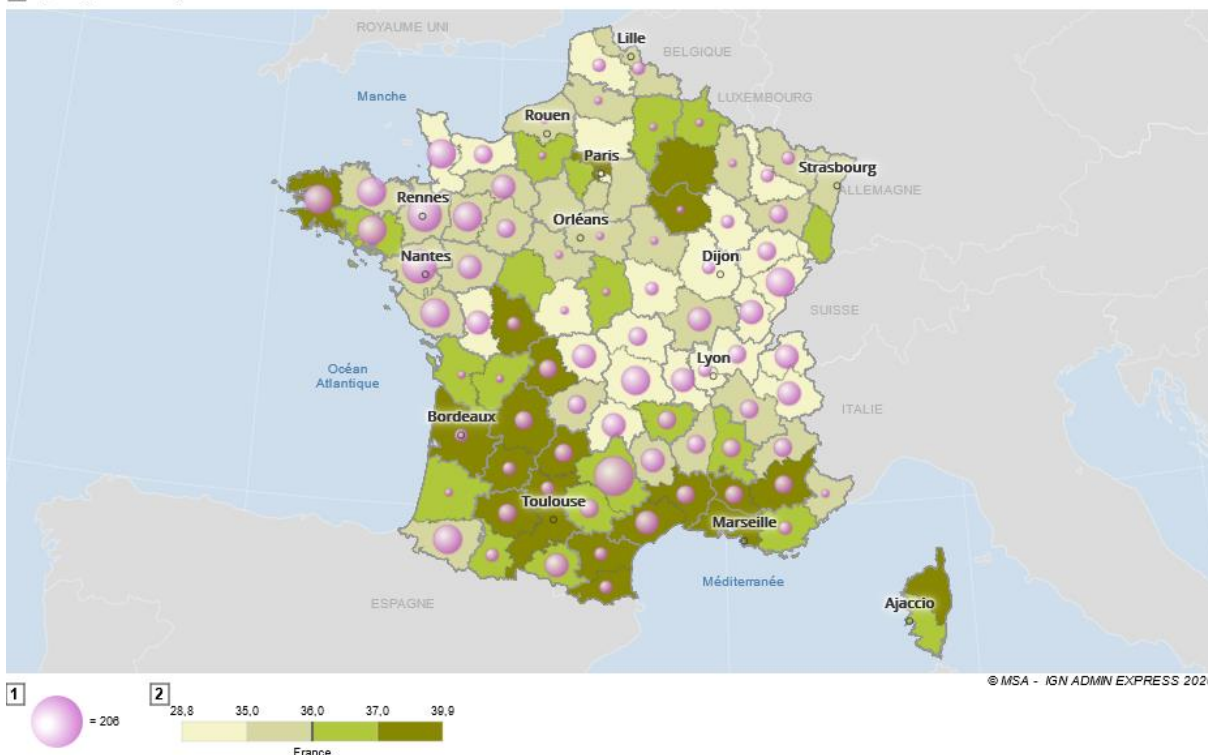 ROYAUME UNI
Lille
BELGIQUE
Manche
LUXEMBOURG
Rouen
Paris
Strasbourg
ALLEMAGNE
Rennes
Orléans
Nantes
Dijon
SUISSE
Océan
Atlantique
Lyon
ITALIE
Bordeaux
Toulouse
Marseille
Méditerranée
ESPAGNE
Ajaccio
© MSA - IGN ADMIN EXPRESS 202
1
= 206
2
28,8 35,0 36,0 37,0 39,9
France